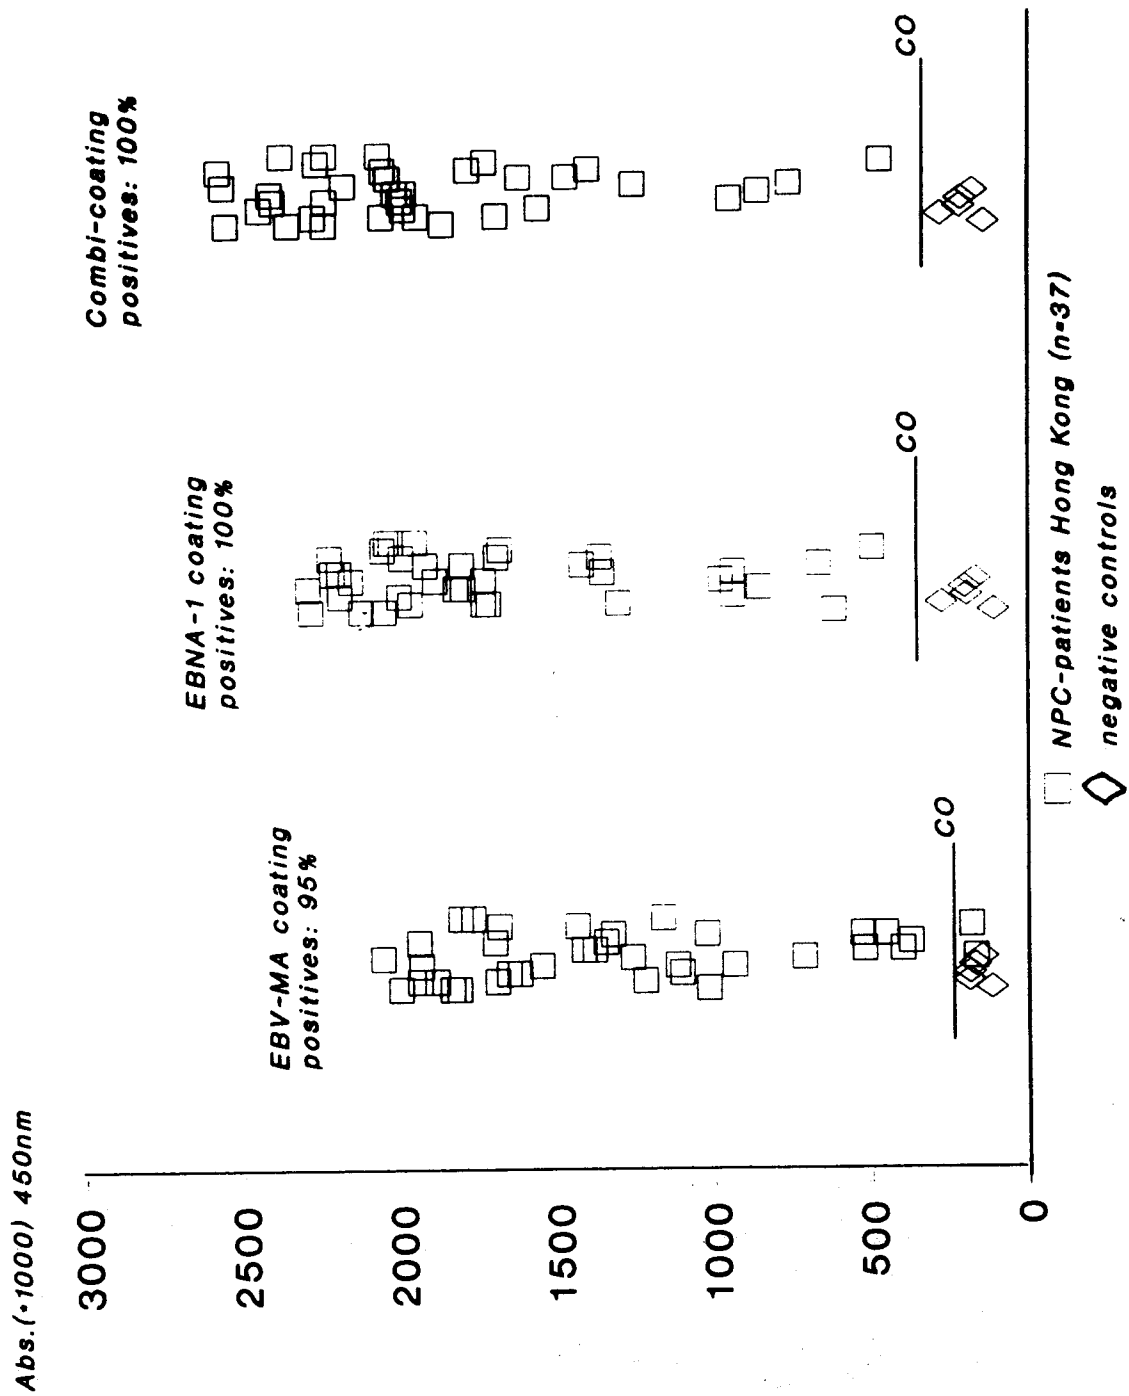 Abs.(*1000) 450nm
3000
2500
2000
1500
1000
500
0
EBV-MA coating
positives: 95%
CO
EBNA-1 coating
positives: 100%
CO
Combi-coating
positives: 100%
CO
NPC-patients Hong Kong (n=37)
negative controls